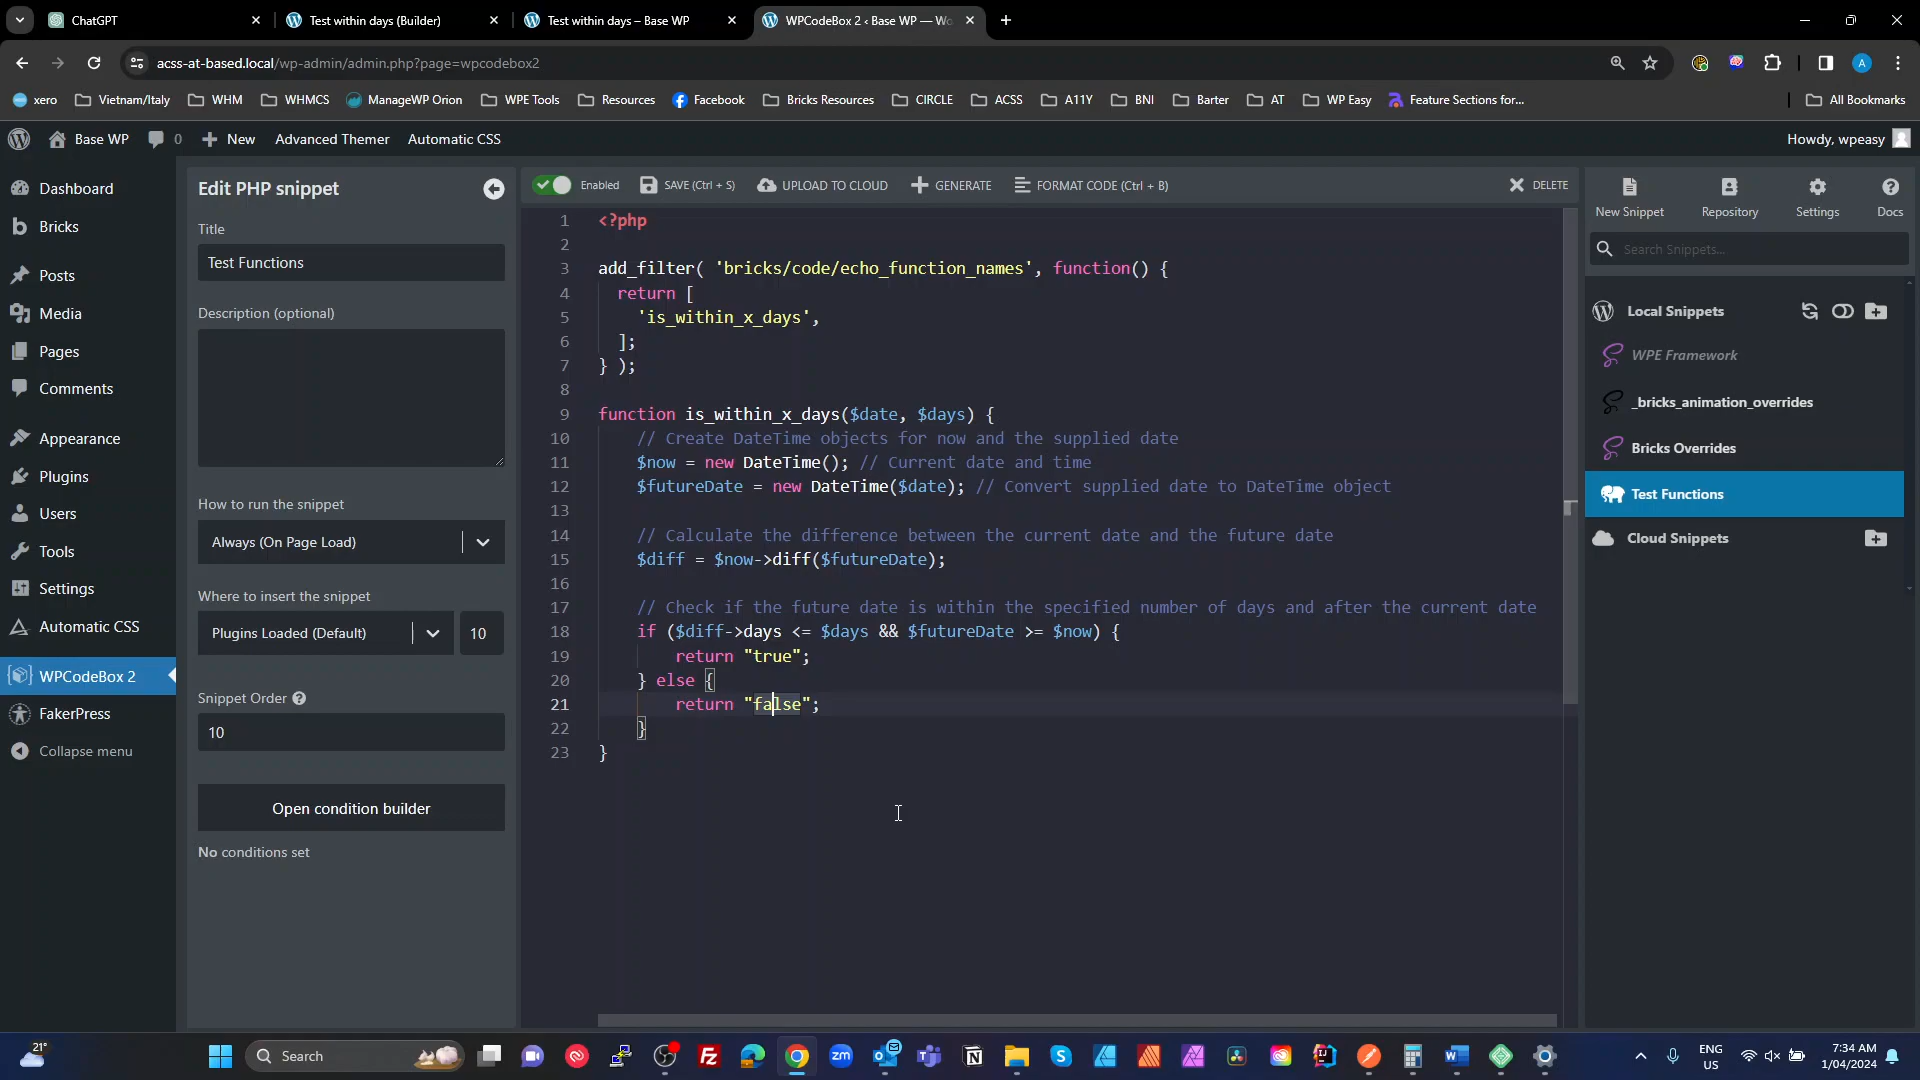 ChatGPT
Test within days (Builder)
Test within days – Base WP
WPCodeBox 2 ‹ Base WP — Wo
acss-at-based.local/wp-admin/admin.php?page=wpcodebox2
xero
Vietnam/Italy
WHM
WHMCS
ManageWP Orion
WPE Tools
Resources
Facebook
Bricks Resources
CIRCLE
ACSS
A11Y
BNI
Barter
AT
WP Easy
Feature Sections for...
All Bookmarks
Base WP
0
New
Advanced Themer
Automatic CSS
Howdy, wpeasy
Dashboard
Bricks
Posts
Media
Pages
Comments
Appearance
Plugins
Users
Tools
Settings
Automatic CSS
WPCodeBox 2
FakerPress
Collapse menu
Edit PHP snippet
Title
Test Functions
Description (optional)
How to run the snippet
Always (On Page Load)
Where to insert the snippet
Plugins Loaded (Default)
10
Snippet Order
10
Open condition builder
No conditions set
Enabled
SAVE (Ctrl + S)
UPLOAD TO CLOUD
GENERATE
FORMAT CODE (Ctrl + B)
DELETE
1 <?php
2
3 add_filter( 'bricks/code/echo_function_names', function() {
4 return [
5 'is_within_x_days',
6 ];
7 } );
8
9 function is_within_x_days($date, $days) {
10 // Create DateTime objects for now and the supplied date
11 $now = new DateTime(); // Current date and time
12 $futureDate = new DateTime($date); // Convert supplied date to DateTime object
13
14 // Calculate the difference between the current date and the future date
15 $diff = $now->diff($futureDate);
16
17 // Check if the future date is within the specified number of days and after the current date
18 if ($diff->days <= $days && $futureDate >= $now) {
19 return "true";
20 } else {
21 return "false";
22 }
23 }
New Snippet
Repository
Settings
Docs
Search Snippets...
Local Snippets
WPE Framework
_bricks_animation_overrides
Bricks Overrides
Test Functions
Cloud Snippets
21°
Search
ENG
US
7:34 AM
1/04/2024